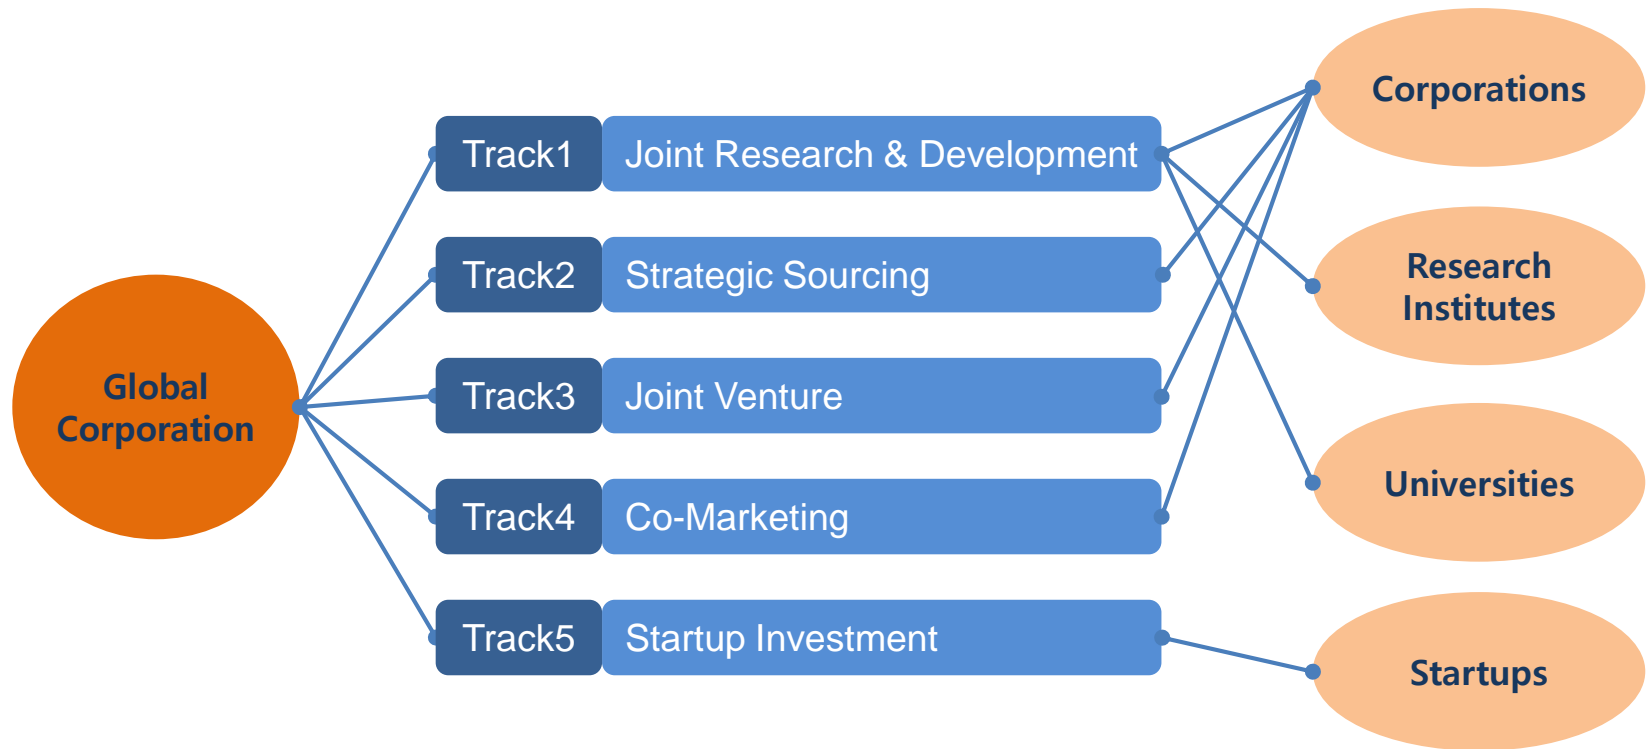 Global
Corporation
Track1 Joint Research & Development
Track2 Strategic Sourcing
Track3 Joint Venture
Track4 Co-Marketing
Track5 Startup Investment
Corporations
Research
Institutes
Universities
Startups